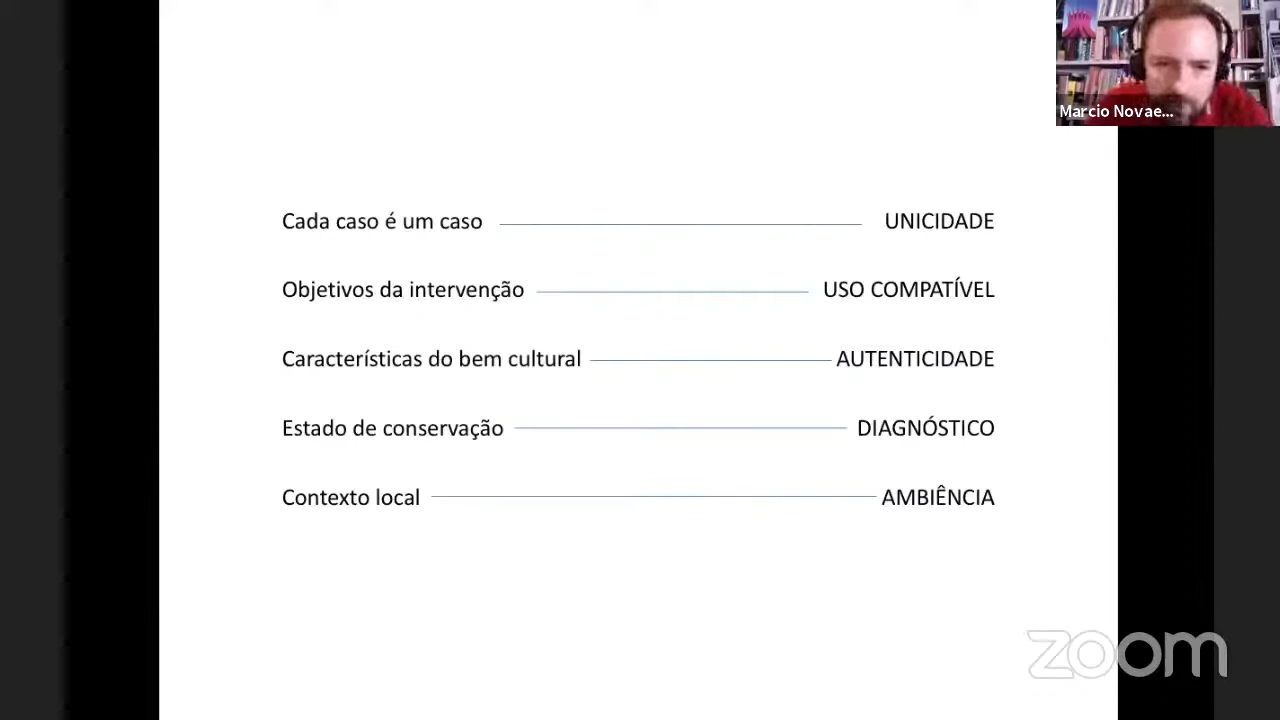 Marcio Novae...
Cada caso é um caso UNICIDADE
Objetivos da intervenção USO COMPATÍVEL
Características do bem cultural AUTENTICIDADE
Estado de conservação DIAGNÓSTICO
Contexto local AMBIÊNCIA
zoom